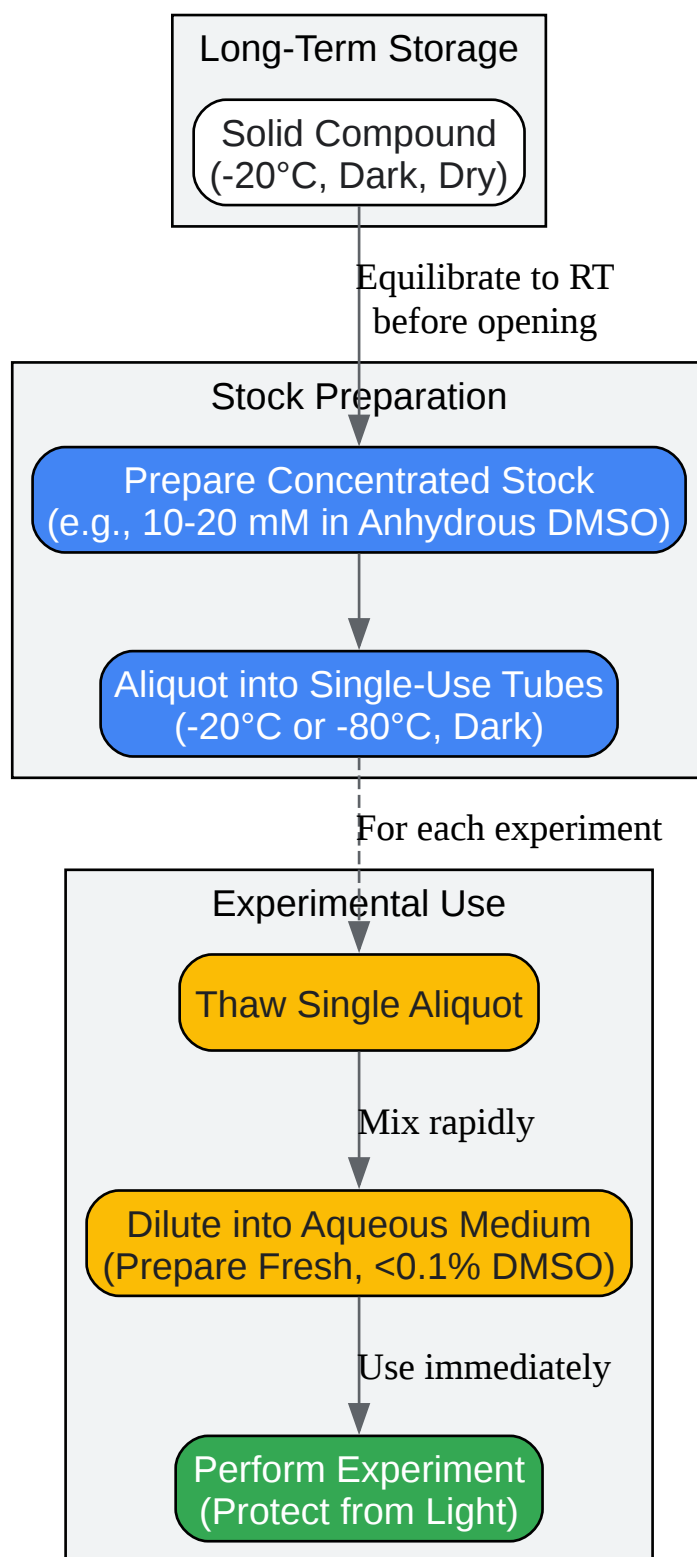 Long-Term Storage
Solid Compound
(-20°C, Dark, Dry)
Equilibrate to RT
before opening
Stock Preparation
Prepare Concentrated Stock
(e.g., 10-20 mM in Anhydrous DMSO)
Aliquot into Single-Use Tubes
(-20°C or -80°C, Dark)
For each experiment
Experimental Use
Thaw Single Aliquot
Mix rapidly
Dilute into Aqueous Medium
(Prepare Fresh, <0.1% DMSO)
Use immediately
Perform Experiment
(Protect from Light)